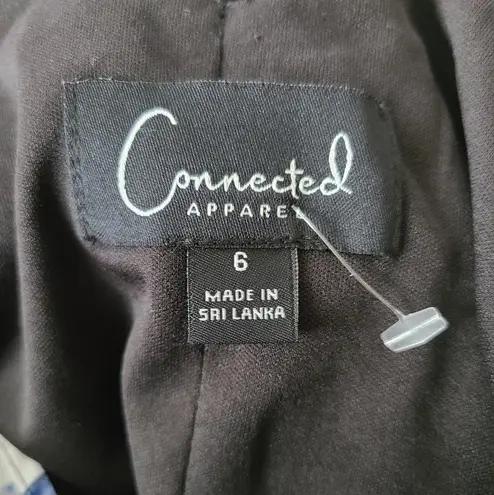 Connected
APPAREL
6
MADE IN
SRI LANKA